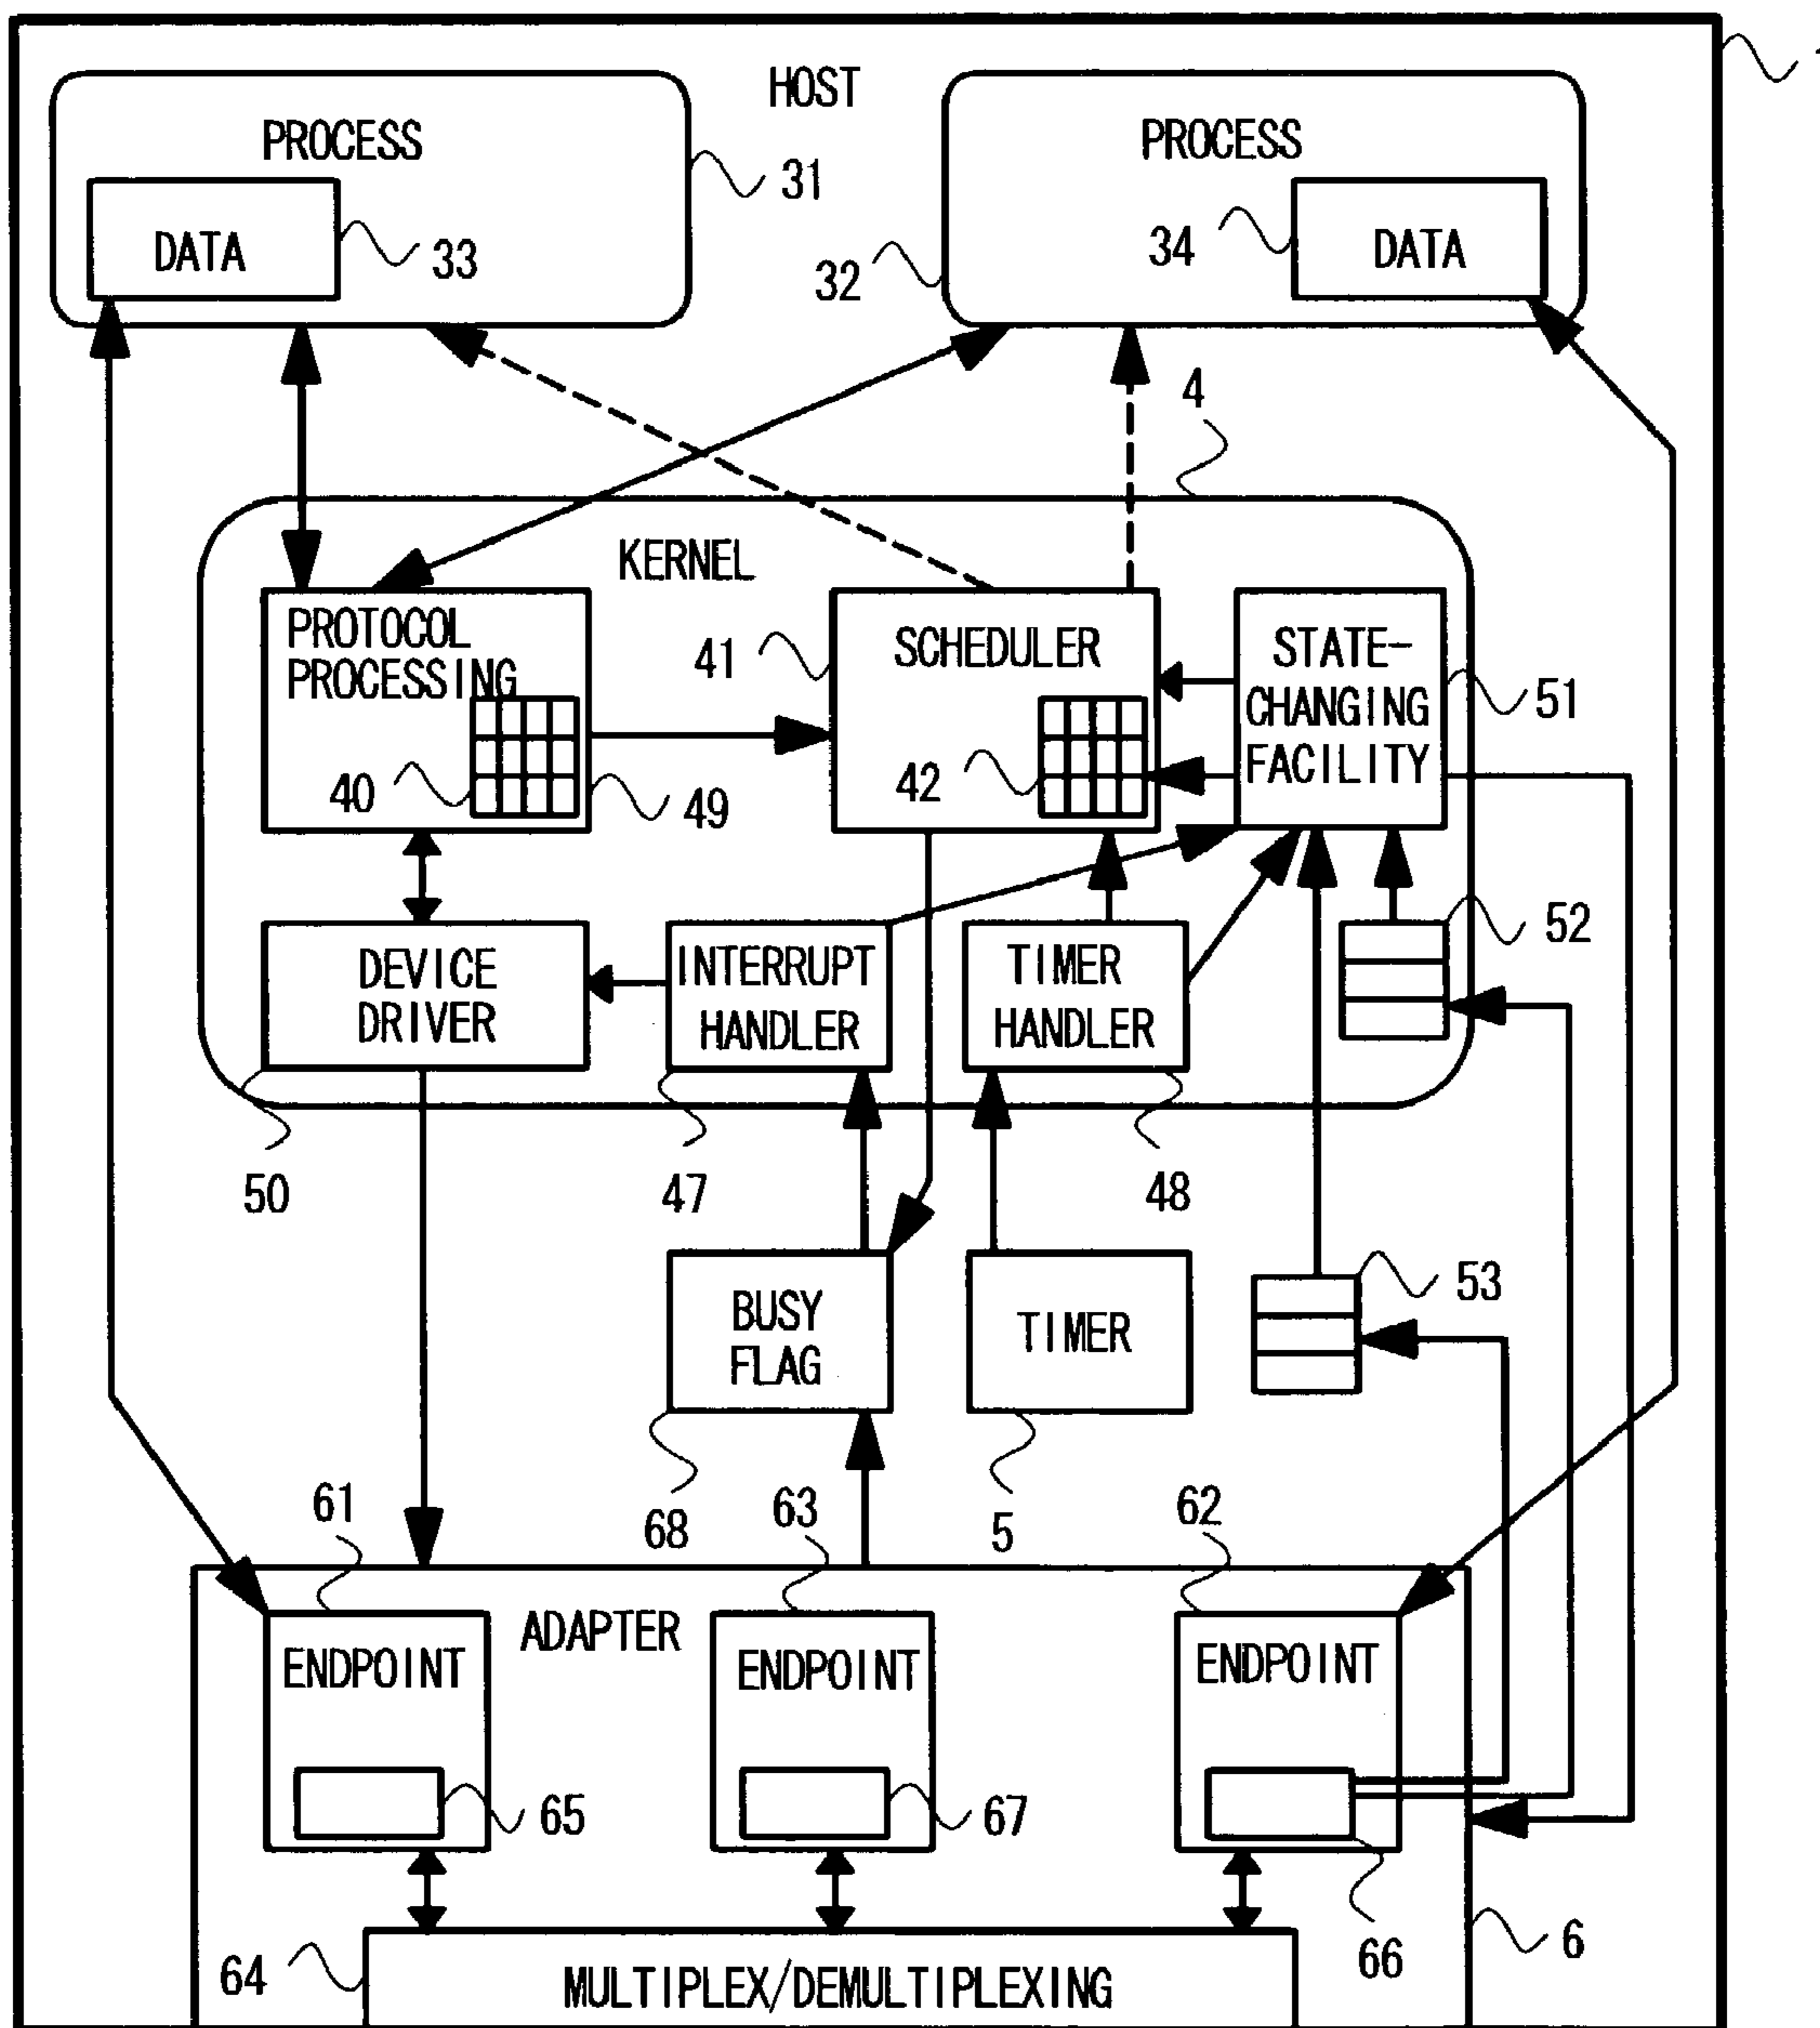 HOST
PROCESS
31
DATA
33
PROCESS
32
34
DATA
4
KERNEL
PROTOCOL
PROCESSING
40
49
41
SCHEDULER
42
STATE-
CHANGING
FACILITY
51
DEVICE
DRIVER
INTERRUPT
HANDLER
TIMER
HANDLER
52
50
47
48
BUSY
FLAG
TIMER
53
68
5
61
63
62
ADAPTER
ENDPOINT
ENDPOINT
ENDPOINT
65
67
66
6
64
MULTIPLEX/DEMULTIPLEXING